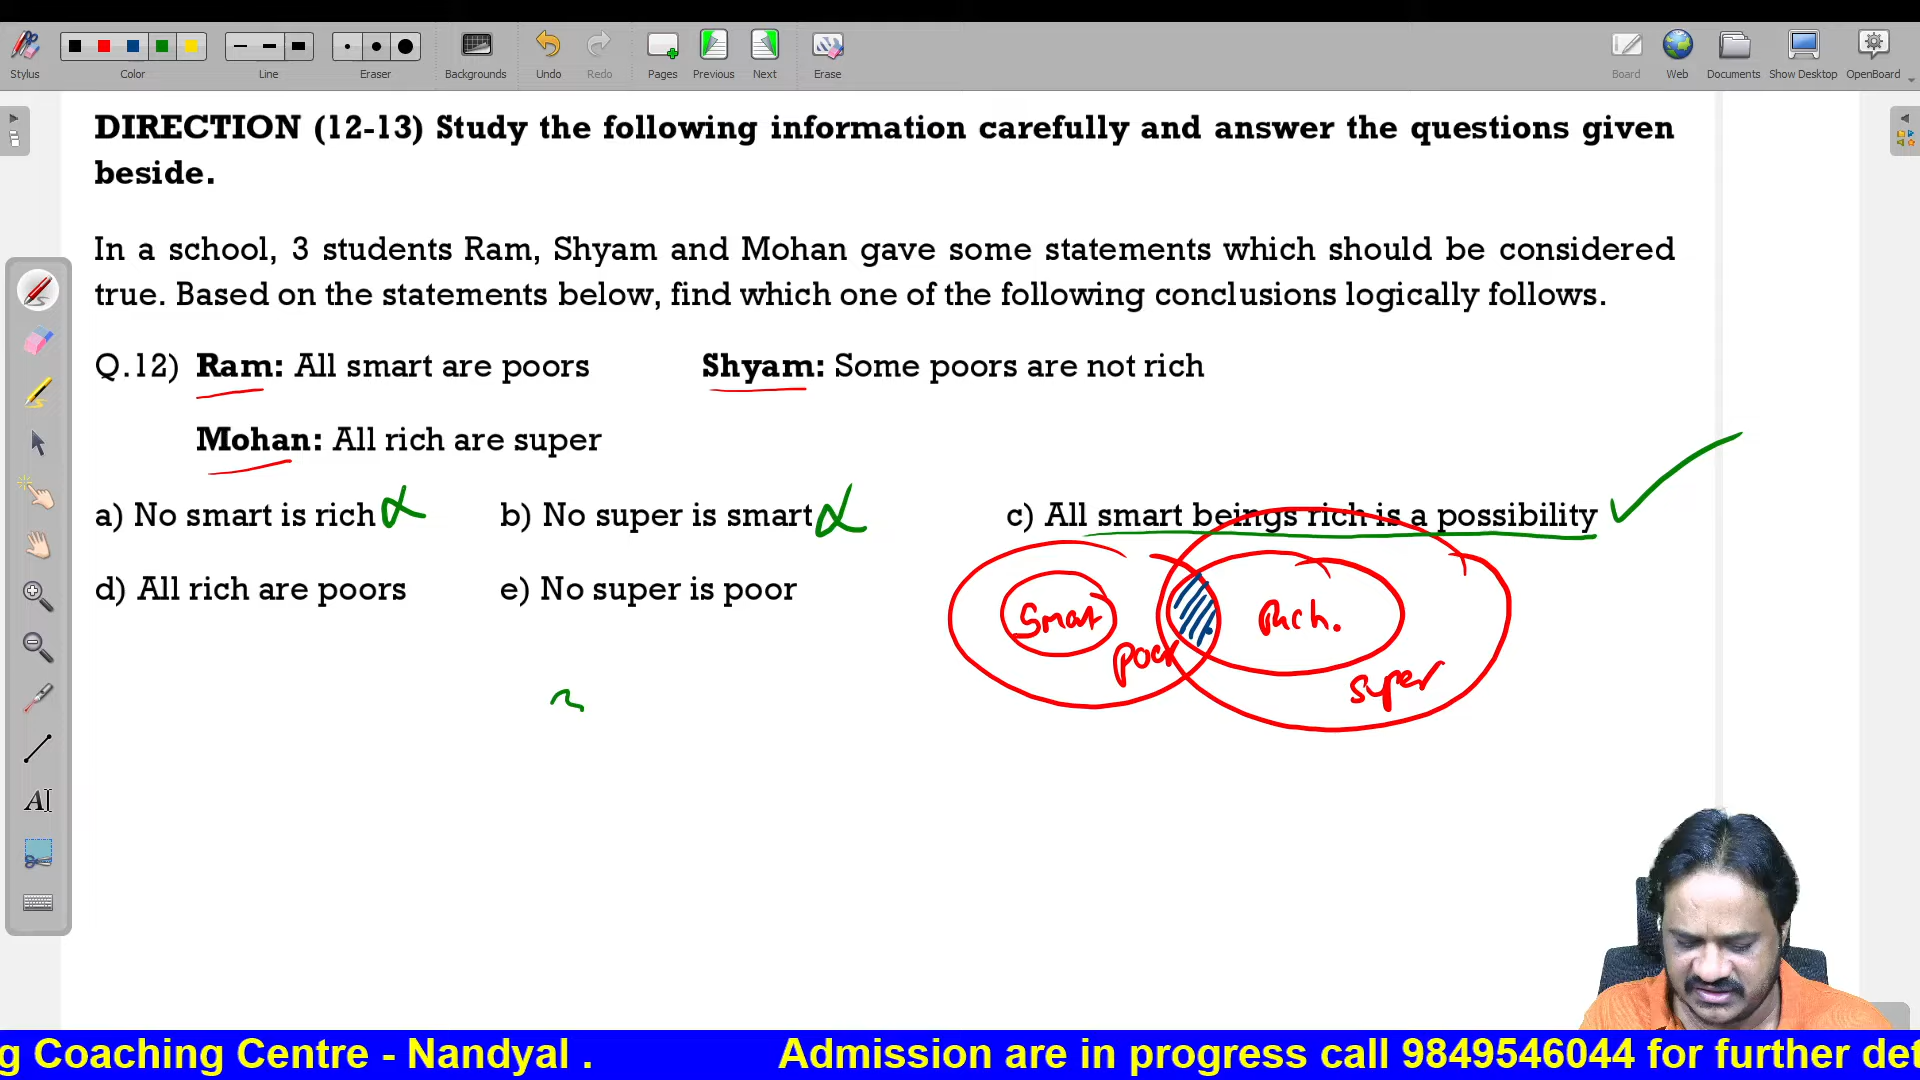 Stylus
Color
Line
Eraser
Backgrounds
Undo
Redo
Pages
Previous
Next
Erase
Board
Web
Documents
Show Desktop
OpenBoard
DIRECTION (12-13) Study the following information carefully and answer the questions given
beside.
In a school, 3 students Ram, Shyam and Mohan gave some statements which should be considered
true. Based on the statements below, find which one of the following conclusions logically follows.
Q.12) Ram: All smart are poors Shyam: Some poors are not rich
Mohan: All rich are super
a) No smart is rich b) No super is smart c) All smart beings rich is a possibility
d) All rich are poors e) No super is poor
Smart
Poor
Rich.
super
g Coaching Centre - Nandyal . Admission are in progress call 9849546044 for further det